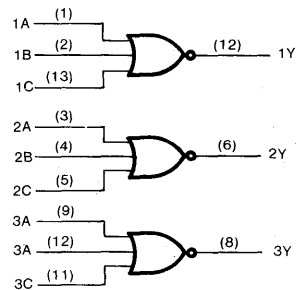 1A (1)
1B (2) (12) 1Y
1C (13)
2A (3)
2B (4) (6) 2Y
2C (5)
3A (9)
3A (12) (8) 3Y
3C (11)